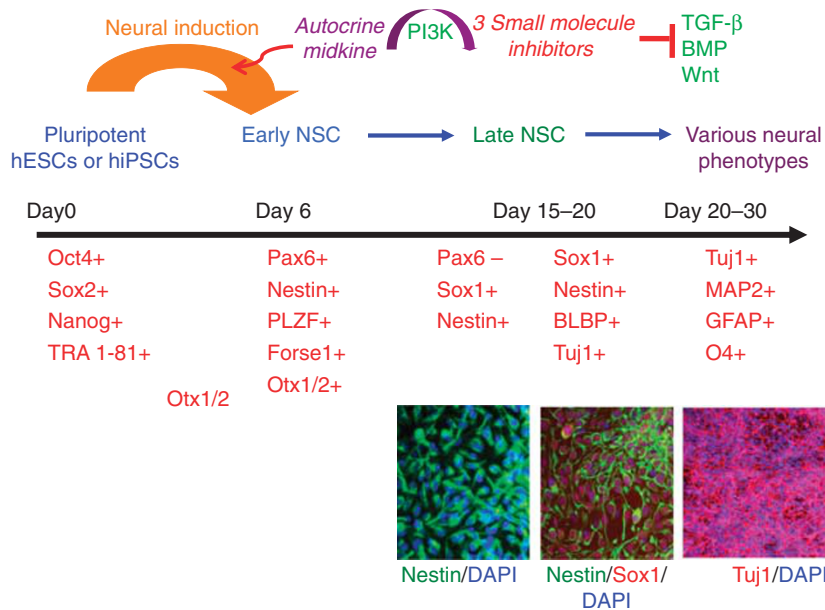 Neural induction
Autocrine
midkine
PI3K
3 Small molecule
inhibitors
TGF-β
BMP
Wnt
Pluripotent
hESCs or hiPSCs
Early NSC
Late NSC
Various neural
phenotypes
Day0
Day 6
Day 15–20
Day 20–30
Oct4+
Sox2+
Nanog+
TRA 1-81+
Otx1/2
Pax6+
Nestin+
PLZF+
Forse1+
Otx1/2+
Pax6 –
Sox1+
Nestin+
Sox1+
Nestin+
BLBP+
Tuj1+
Tuj1+
MAP2+
GFAP+
O4+
Nestin/DAPI
Nestin/Sox1/
DAPI
Tuj1/DAPI